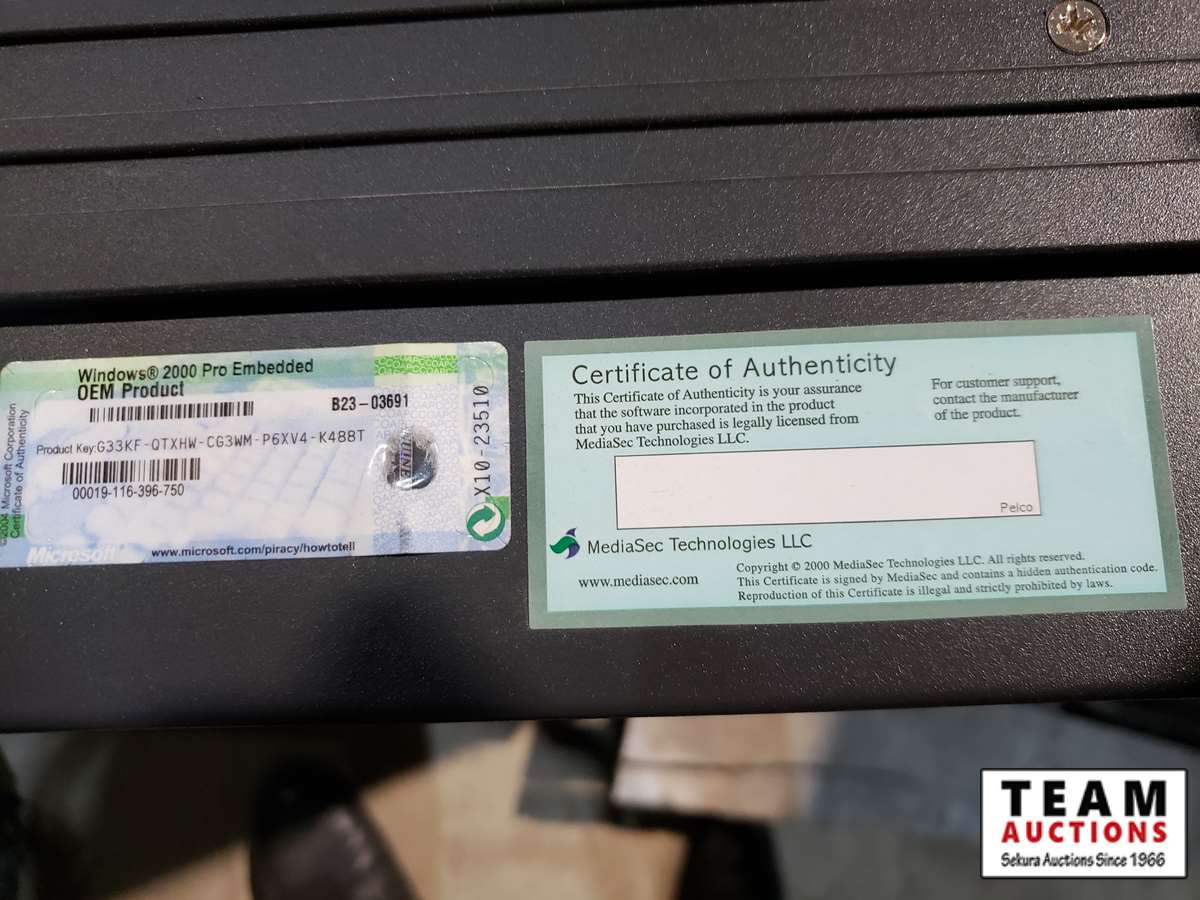 Windows® 2000 Pro Embedded
OEM Product
B23-03691
Product Key:G33KF-QTXHW-CG3WM-P6XV4-K488T
00019-116-396-750
X10-23510
©2004 Microsoft Corporation
Certificate of Authenticity
Microsoft
www.microsoft.com/piracy/howtotell
Certificate of Authenticity
This Certificate of Authenticity is your assurance
that the software incorporated in the product
that you have purchased is legally licensed from
MediaSec Technologies LLC.
For customer support,
contact the manufacturer
of the product.
Pelco
MediaSec Technologies LLC
www.mediasec.com
Copyright © 2000 MediaSec Technologies LLC. All rights reserved.
This Certificate is signed by MediaSec and contains a hidden authentication code.
Reproduction of this Certificate is illegal and strictly prohibited by laws.
TEAM
AUCTIONS
Sekura Auctions Since 1966